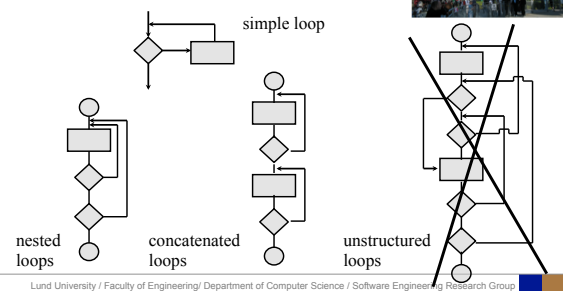 simple loop
nested
loops
concatenated
loops
unstructured
loops
Lund University / Faculty of Engineering/ Department of Computer Science / Software Engineering Research Group